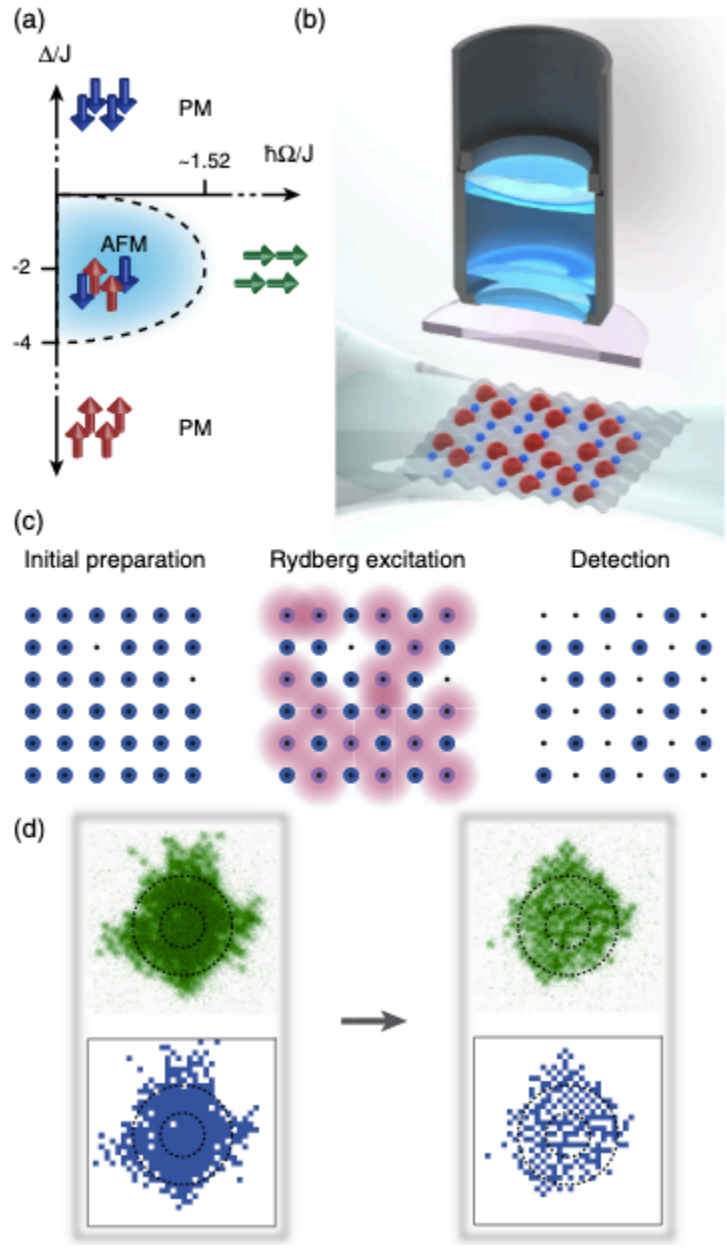 (a)
Δ/J
PM
~1.52
ħΩ/J
AFM
-2
-4
PM
(b)
(c)
Initial preparation
Rydberg excitation
Detection
(d)